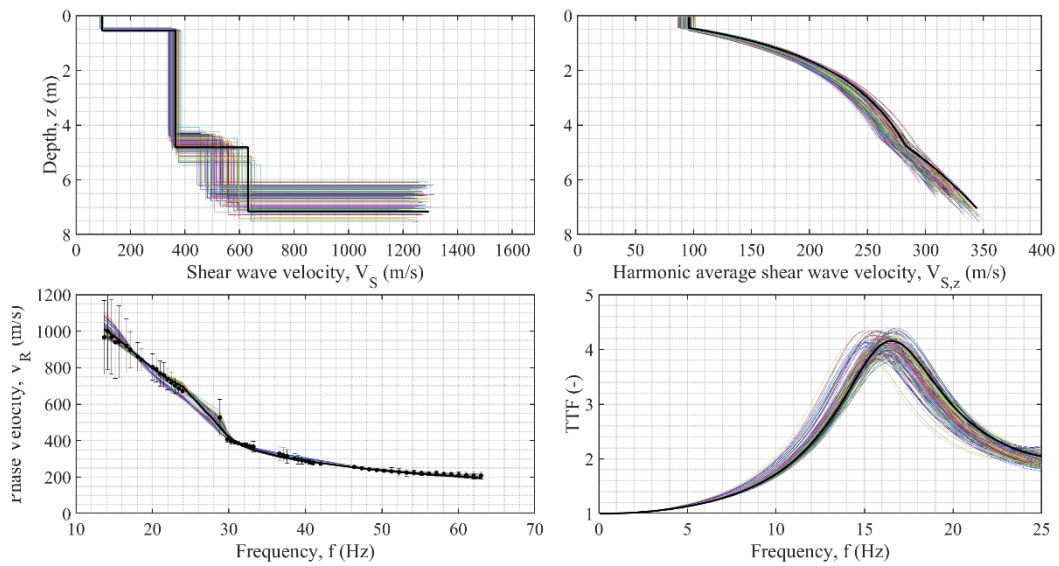 0
2
4
6
8
Depth, z (m)
0 200 400 600 800 1000 1200 1400 1600
Shear wave velocity, V_S (m/s)
0
2
4
6
8
0 50 100 150 200 250 300 350 400
Harmonic average shear wave velocity, V_S,z (m/s)
1200
1000
800
600
400
200
0
Phase velocity, v_R (m/s)
10 20 30 40 50 60 70
Frequency, f (Hz)
5
4
3
2
1
TTF (-)
0 5 10 15 20 25
Frequency, f (Hz)